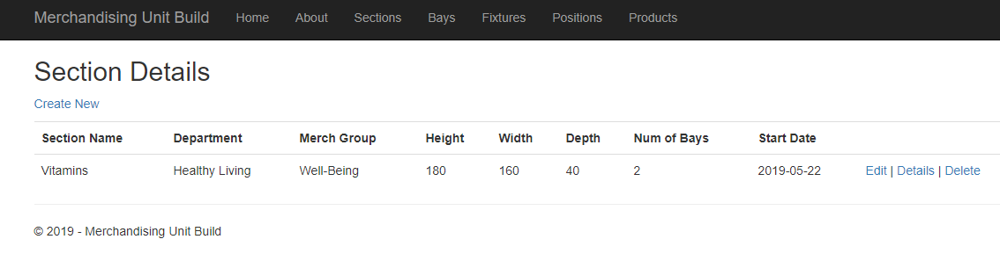 Merchandising Unit Build Home About Sections Bays Fixtures Positions Products
Section Details
Create New
Section Name Department Merch Group Height Width Depth Num of Bays Start Date
Vitamins Healthy Living Well-Being 180 160 40 2 2019-05-22 Edit | Details | Delete
© 2019 - Merchandising Unit Build